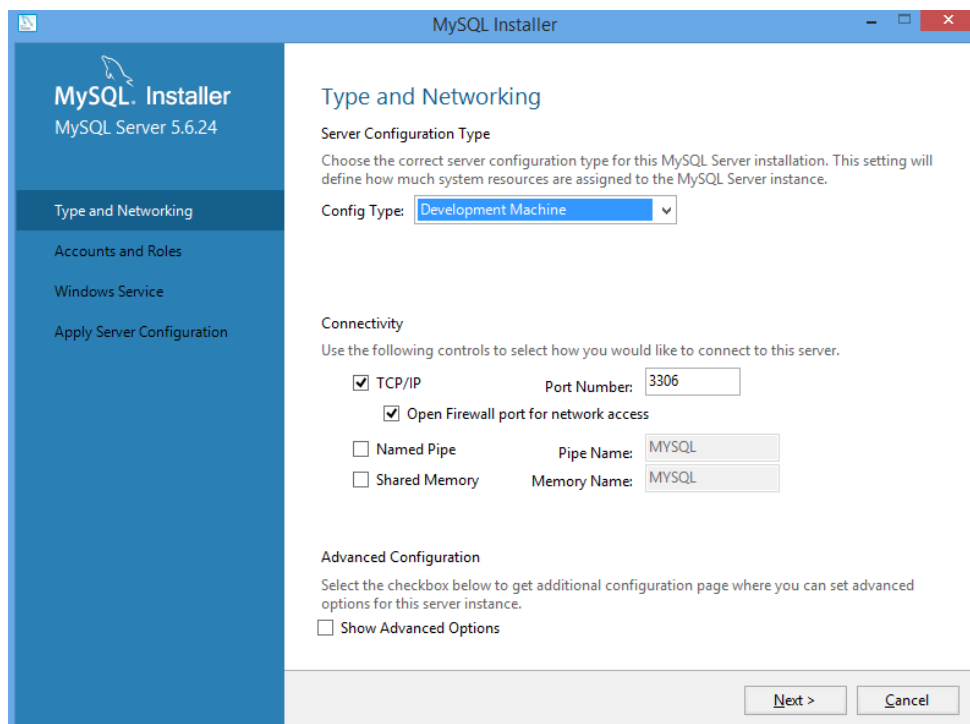 MySQL Installer
MySQL. Installer
MySQL Server 5.6.24
Type and Networking
Accounts and Roles
Windows Service
Apply Server Configuration
Type and Networking
Server Configuration Type
Choose the correct server configuration type for this MySQL Server installation. This setting will
define how much system resources are assigned to the MySQL Server instance.
Config Type: Development Machine
Connectivity
Use the following controls to select how you would like to connect to this server.
TCP/IP Port Number: 3306
Open Firewall port for network access
Named Pipe Pipe Name: MYSQL
Shared Memory Memory Name: MYSQL
Advanced Configuration
Select the checkbox below to get additional configuration page where you can set advanced
options for this server instance.
Show Advanced Options
Next > Cancel